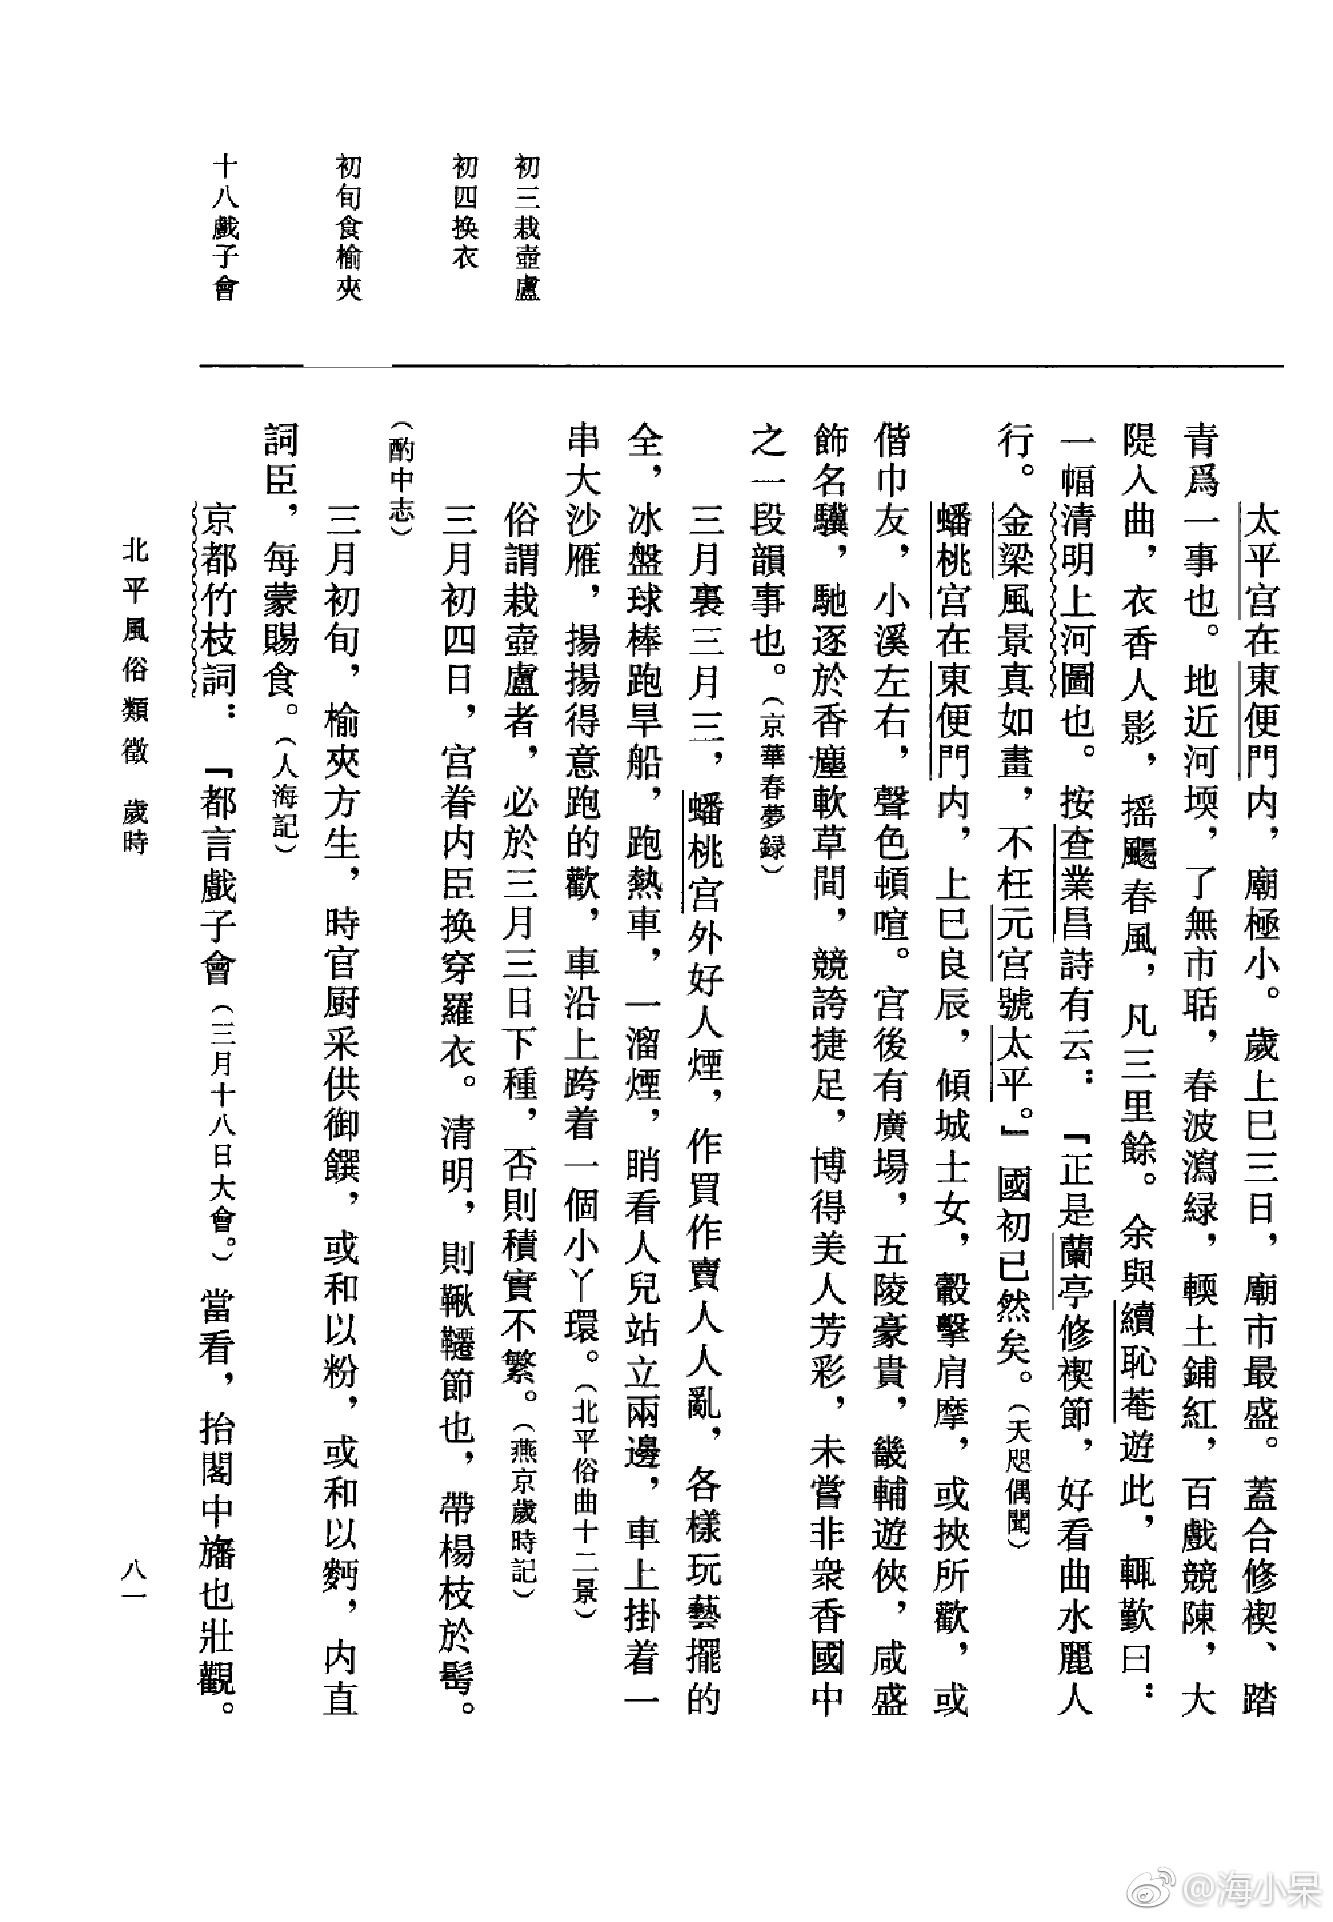 太平宫在東便門内，廟極小。歲上巳三日，廟市最盛。蓋合修禊、踏
青爲一事也。地近河堧，了無市聒，春波瀉緑，輭土鋪紅，百戲競陳，大
隄入曲，衣香人影，摇颺春風，凡三里餘。余與續恥菴遊此，輒歎曰：
一幅清明上河圖也。按查業昌詩有云：『正是蘭亭修禊節，好看曲水麗人
行。金梁風景真如畫，不枉元宫號太平。』國初已然矣。（天咫偶聞）
蟠桃宫在東便門内，上巳良辰，傾城士女，轂擊肩摩，或挾所歡，或
偕巾友，小溪左右，聲色頓喧。宫後有廣場，五陵豪貴，畿輔遊俠，咸盛
飾名驥，馳逐於香塵軟草間，競誇捷足，博得美人芳彩，未嘗非衆香國中
之一段韻事也。（京華春夢録）
三月裏三月三，蟠桃宫外好人煙，作買作賣人人亂，各樣玩藝擺的
全，冰盤球棒跑旱船，跑熱車，一溜煙，睄看人兒站立兩邊，車上掛着一
串大沙雁，揚揚得意跑的歡，車沿上跨着一個小丫環。（北平俗曲十二景）
初三栽壺盧
俗謂栽壺盧者，必於三月三日下種，否則積實不繁。（燕京歲時記）
初四换衣
三月初四日，宫眷内臣换穿羅衣。清明，則鞦韆節也，帶楊枝於髩。
（酌中志）
初旬食榆夾
三月初旬，榆夾方生，時官厨采供御饌，或和以粉，或和以麪，内直
詞臣，每蒙賜食。（人海記）
十八戲子會
京都竹枝詞：『都言戲子會（三月十八日大會。）當看，抬閣中旛也壯觀。
北平風俗類徵 歲時
八一
@海小呆